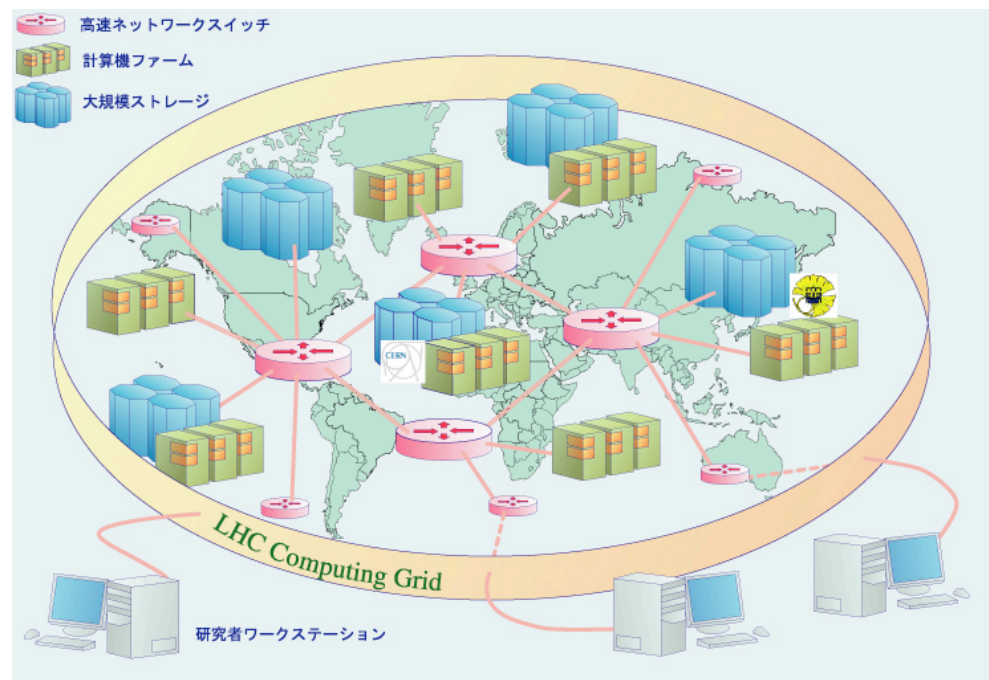 高速ネットワークスイッチ
計算機ファーム
大規模ストレージ
CERN
LHC Computing Grid
研究者ワークステーション